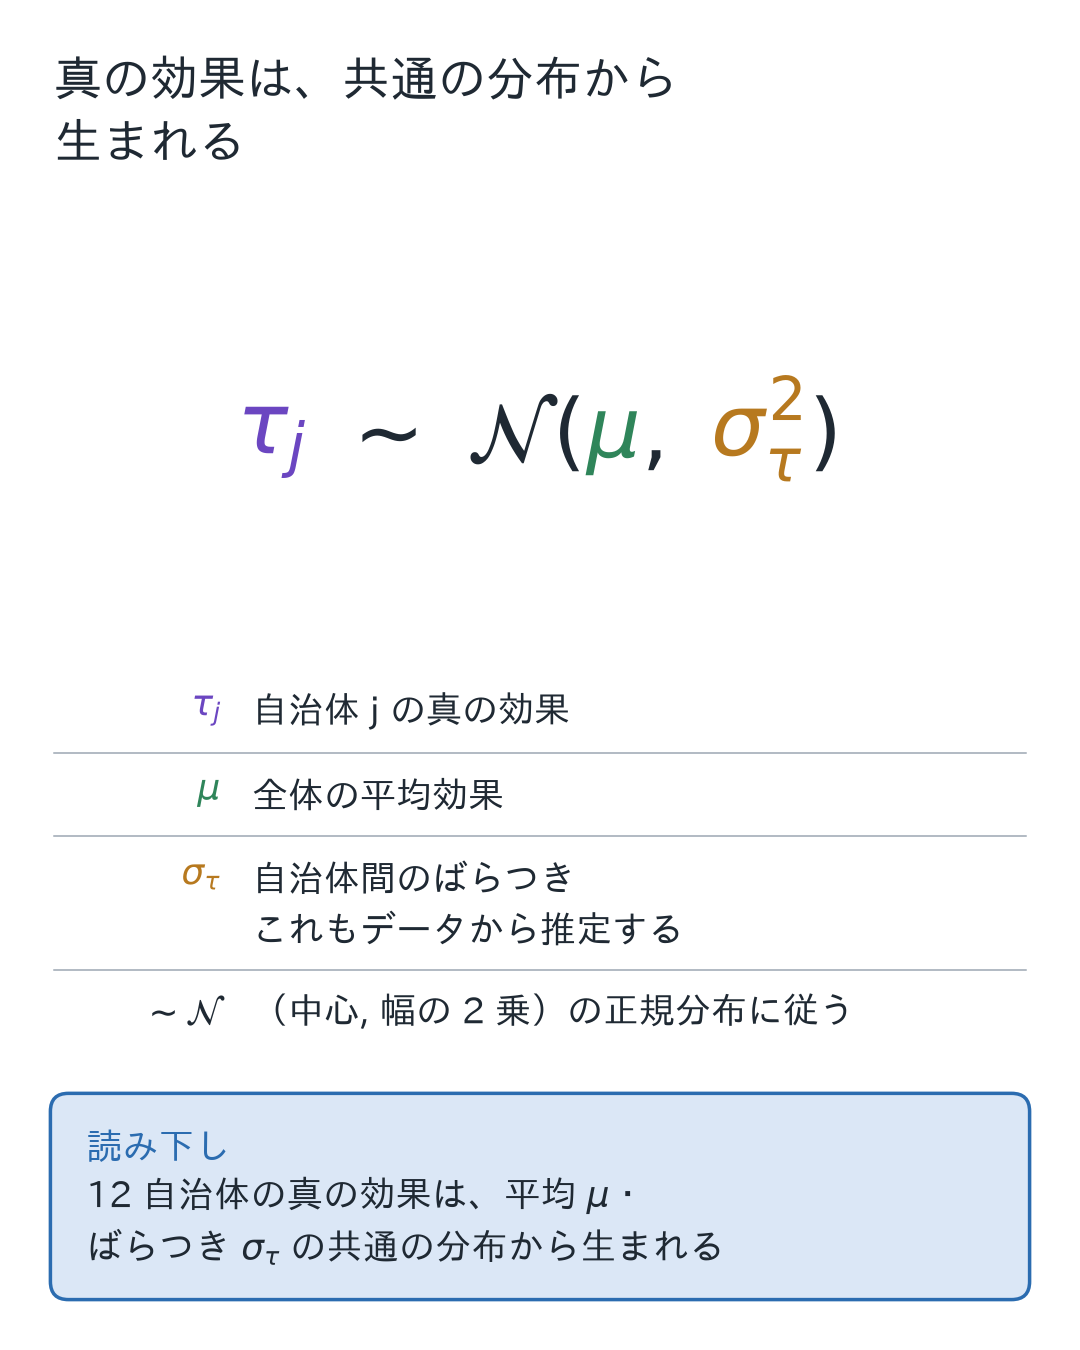 真の効果は、共通の分布から
生まれる
τⱼ ~ 𝒩(μ, σ_τ^2)
τⱼ 自治体 j の真の効果
μ 全体の平均効果
σ_τ 自治体間のばらつき
これもデータから推定する
~ 𝒩 （中心, 幅の 2 乗）の正規分布に従う
読み下し
12 自治体の真の効果は、平均 μ ·
ばらつき σ_τ の共通の分布から生まれる